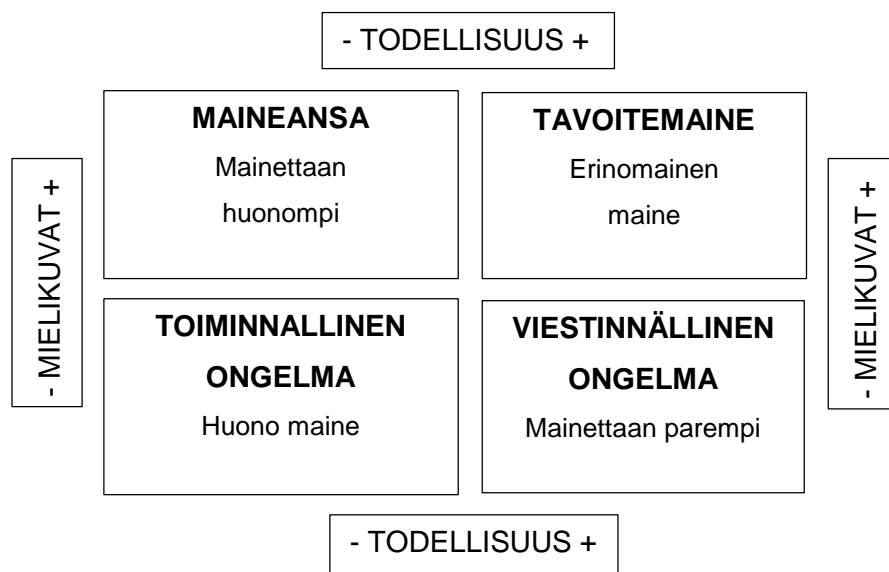 - TODELLISUUS +
- MIELIKUVAT +
MAINEANSA
Mainettaan
huonompi
TAVOITEMAINE
Erinomainen
maine
- MIELIKUVAT +
TOIMINNALLINEN
ONGELMA
Huono maine
VIESTINNÄLLINEN
ONGELMA
Mainettaan parempi
- TODELLISUUS +